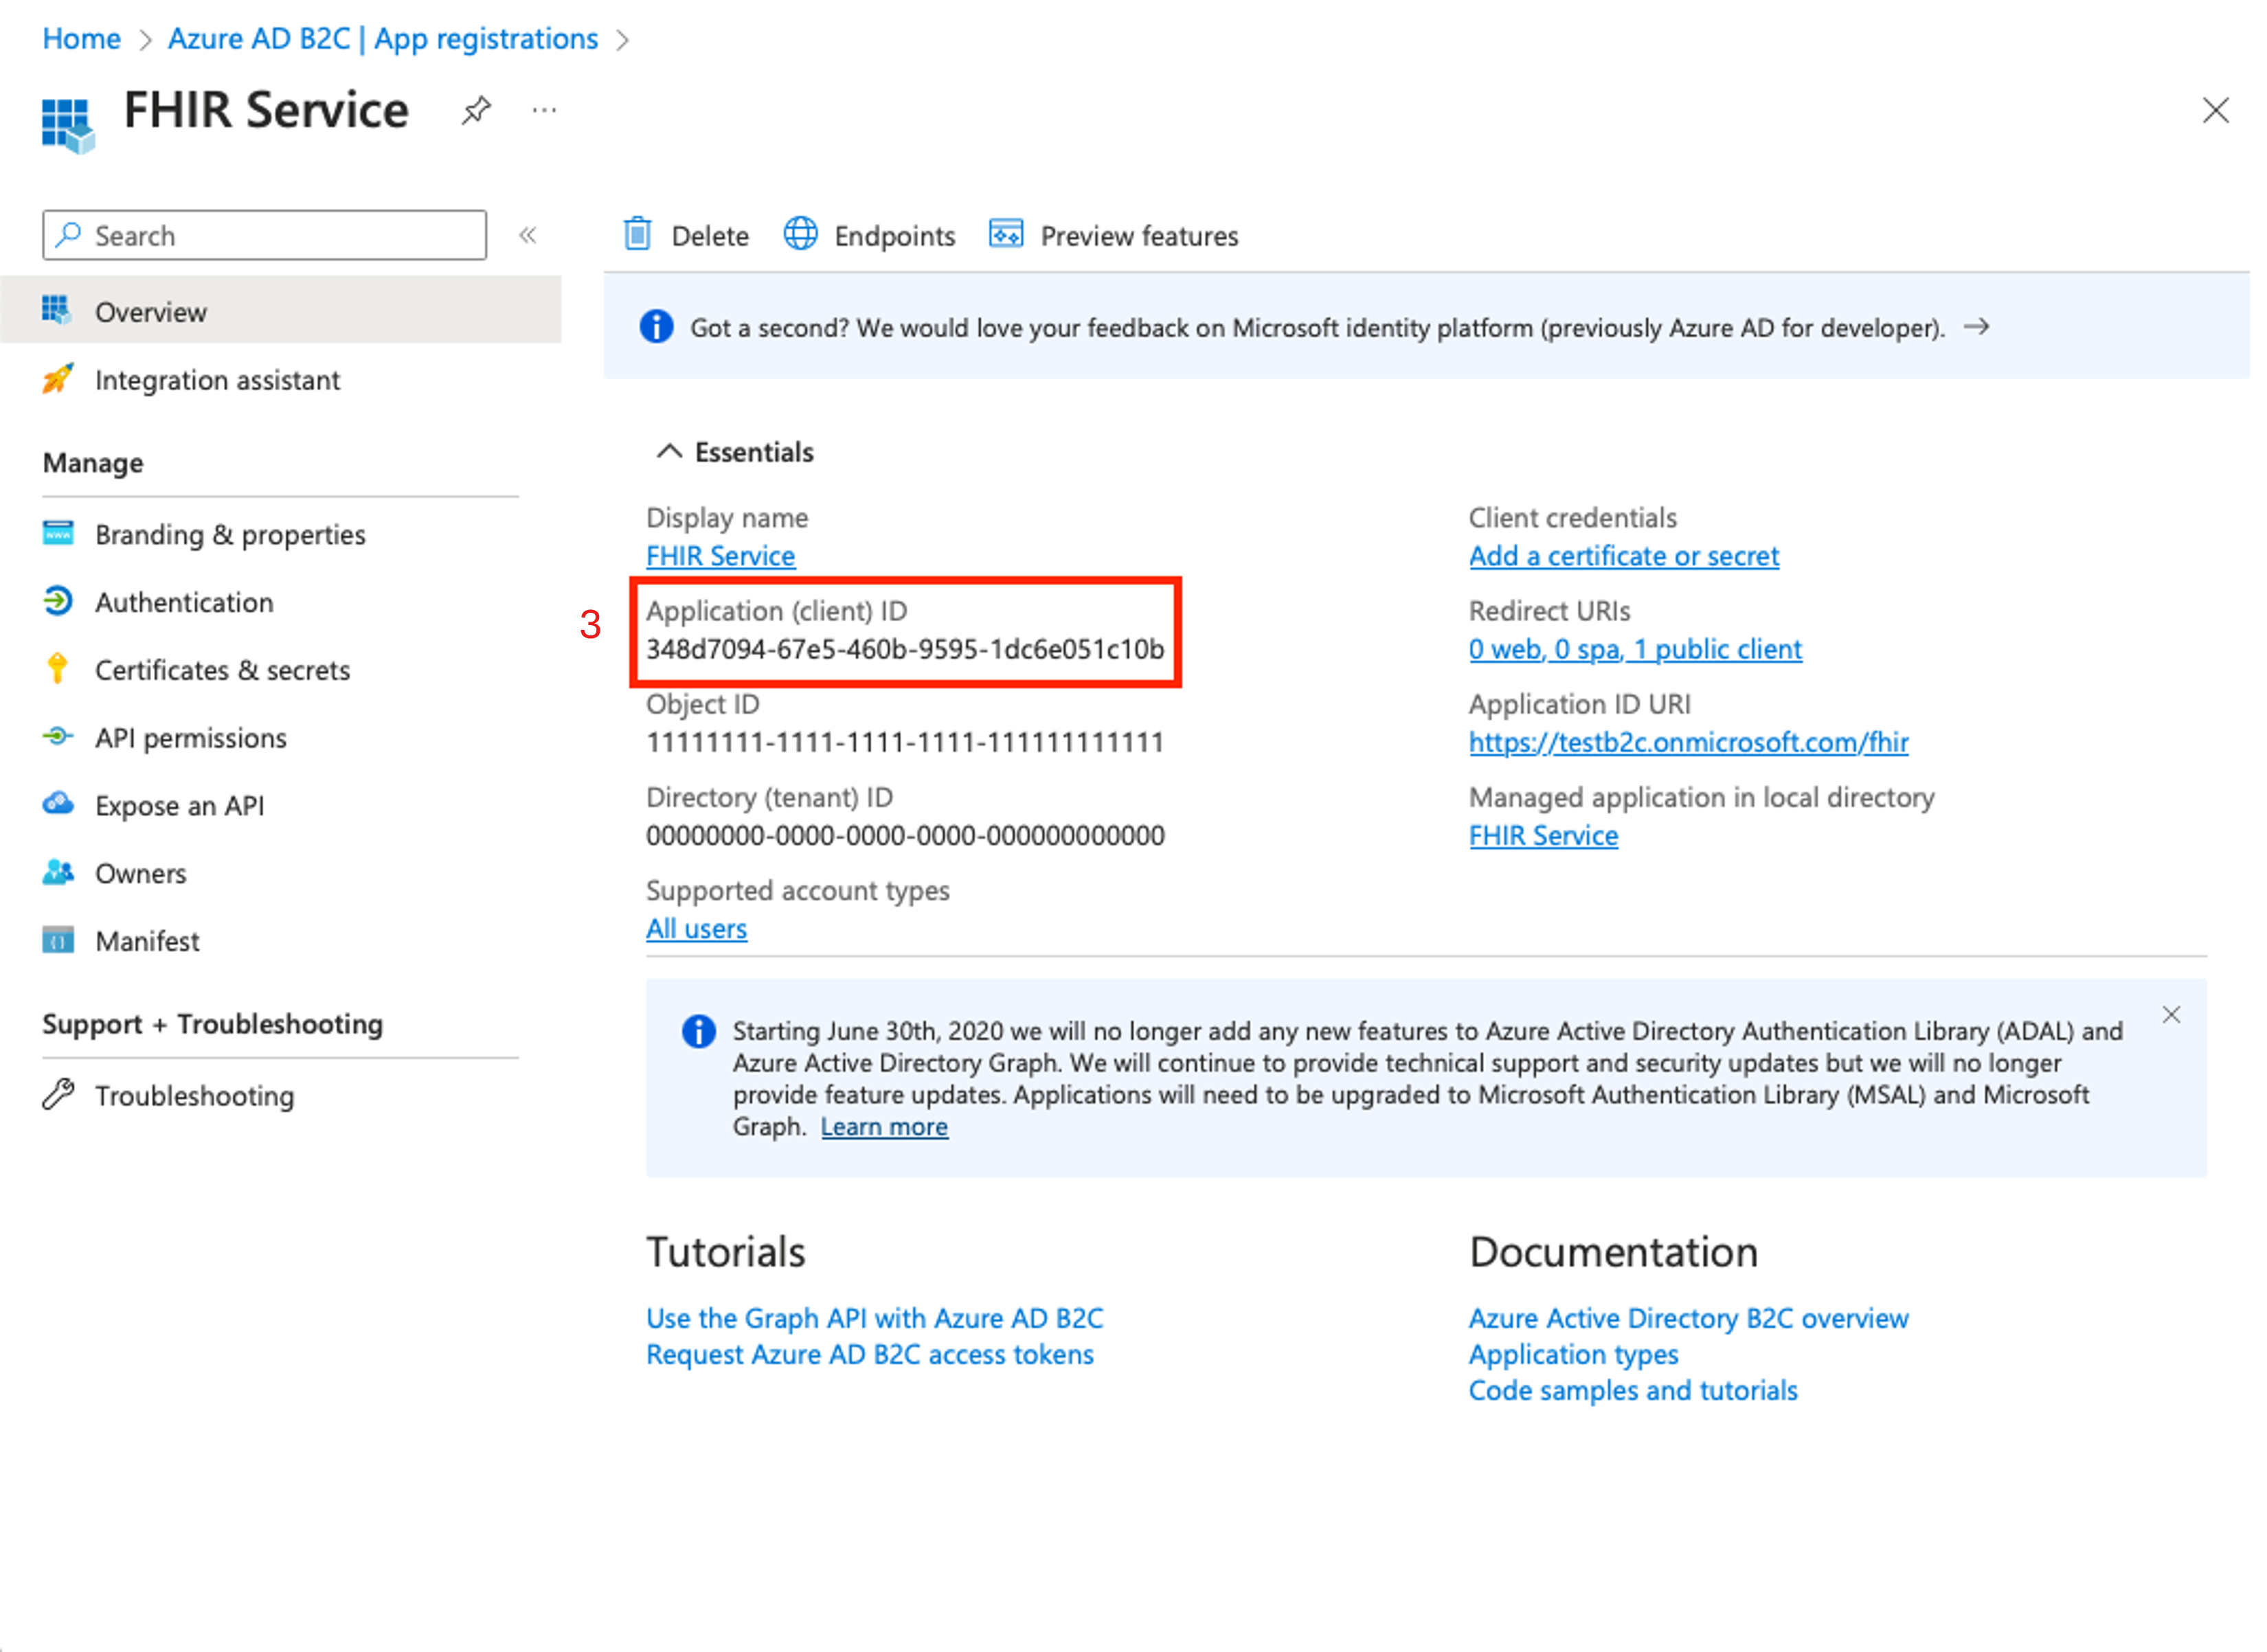 Home > Azure AD B2C | App registrations >
FHIR Service ...
Search «
Overview
Integration assistant
Manage
Branding & properties
Authentication
Certificates & secrets
API permissions
Expose an API
Owners
Manifest
Support + Troubleshooting
Troubleshooting
Delete Endpoints Preview features
Got a second? We would love your feedback on Microsoft identity platform (previously Azure AD for developer). →
Essentials
Display name
FHIR Service
3
Application (client) ID
348d7094-67e5-460b-9595-1dc6e051c10b
Object ID
11111111-1111-1111-1111-111111111111
Directory (tenant) ID
00000000-0000-0000-0000-000000000000
Supported account types
All users
Client credentials
Add a certificate or secret
Redirect URIs
0 web, 0 spa, 1 public client
Application ID URI
https://testb2c.onmicrosoft.com/fhir
Managed application in local directory
FHIR Service
Starting June 30th, 2020 we will no longer add any new features to Azure Active Directory Authentication Library (ADAL) and
Azure Active Directory Graph. We will continue to provide technical support and security updates but we will no longer
provide feature updates. Applications will need to be upgraded to Microsoft Authentication Library (MSAL) and Microsoft
Graph. Learn more
Tutorials
Use the Graph API with Azure AD B2C
Request Azure AD B2C access tokens
Documentation
Azure Active Directory B2C overview
Application types
Code samples and tutorials